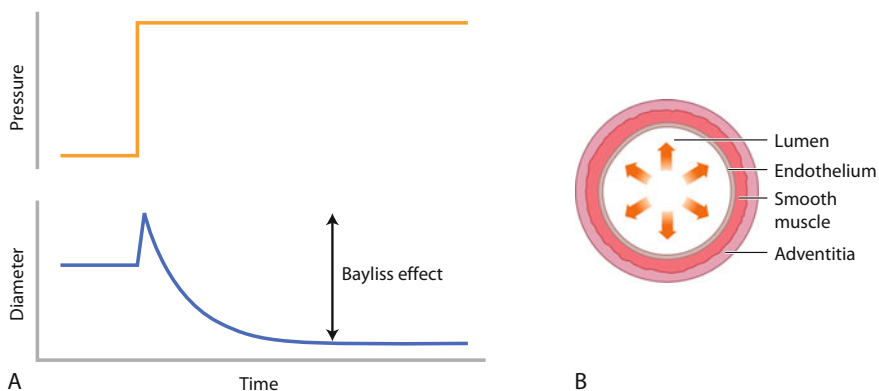 Pressure
Diameter
Bayliss effect
A
Time
Lumen
Endothelium
Smooth
muscle
Adventitia
B